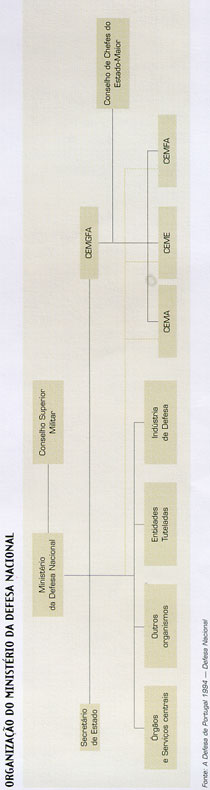 ORGANIZAÇÃO DO MINISTÉRIO DA DEFESA NACIONAL
Ministério
da Defesa Nacional
Conselho Superior
Militar
Secretário
de Estado
CEMGFA
Conselho de Chefes do
Estado-Maior
Órgãos
e Serviços centrais
Outros
organismos
Entidades
Tuteladas
Indústria
de Defesa
CEMA
CEME
CEMFA
Fonte: A Defesa de Portugal 1994 — Defesa Nacional